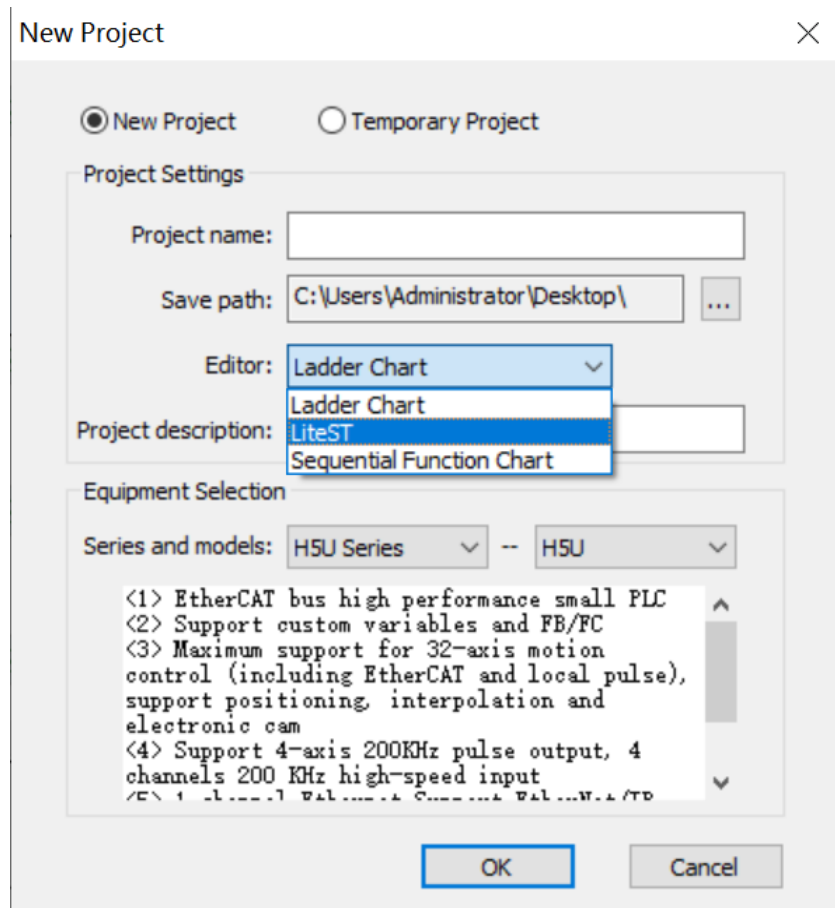 New Project
New Project
Temporary Project
Project Settings
Project name:
Save path: C:\Users\Administrator\Desktop\ ...
Editor: Ladder Chart
Ladder Chart
Project description: LiteST
Sequential Function Chart
Equipment Selection
Series and models: H5U Series -- H5U
<1> EtherCAT bus high performance small PLC
<2> Support custom variables and FB/FC
<3> Maximum support for 32-axis motion
control (including EtherCAT and local pulse),
support positioning, interpolation and
electronic cam
<4> Support 4-axis 200KHz pulse output, 4
channels 200 KHz high-speed input
OK
Cancel